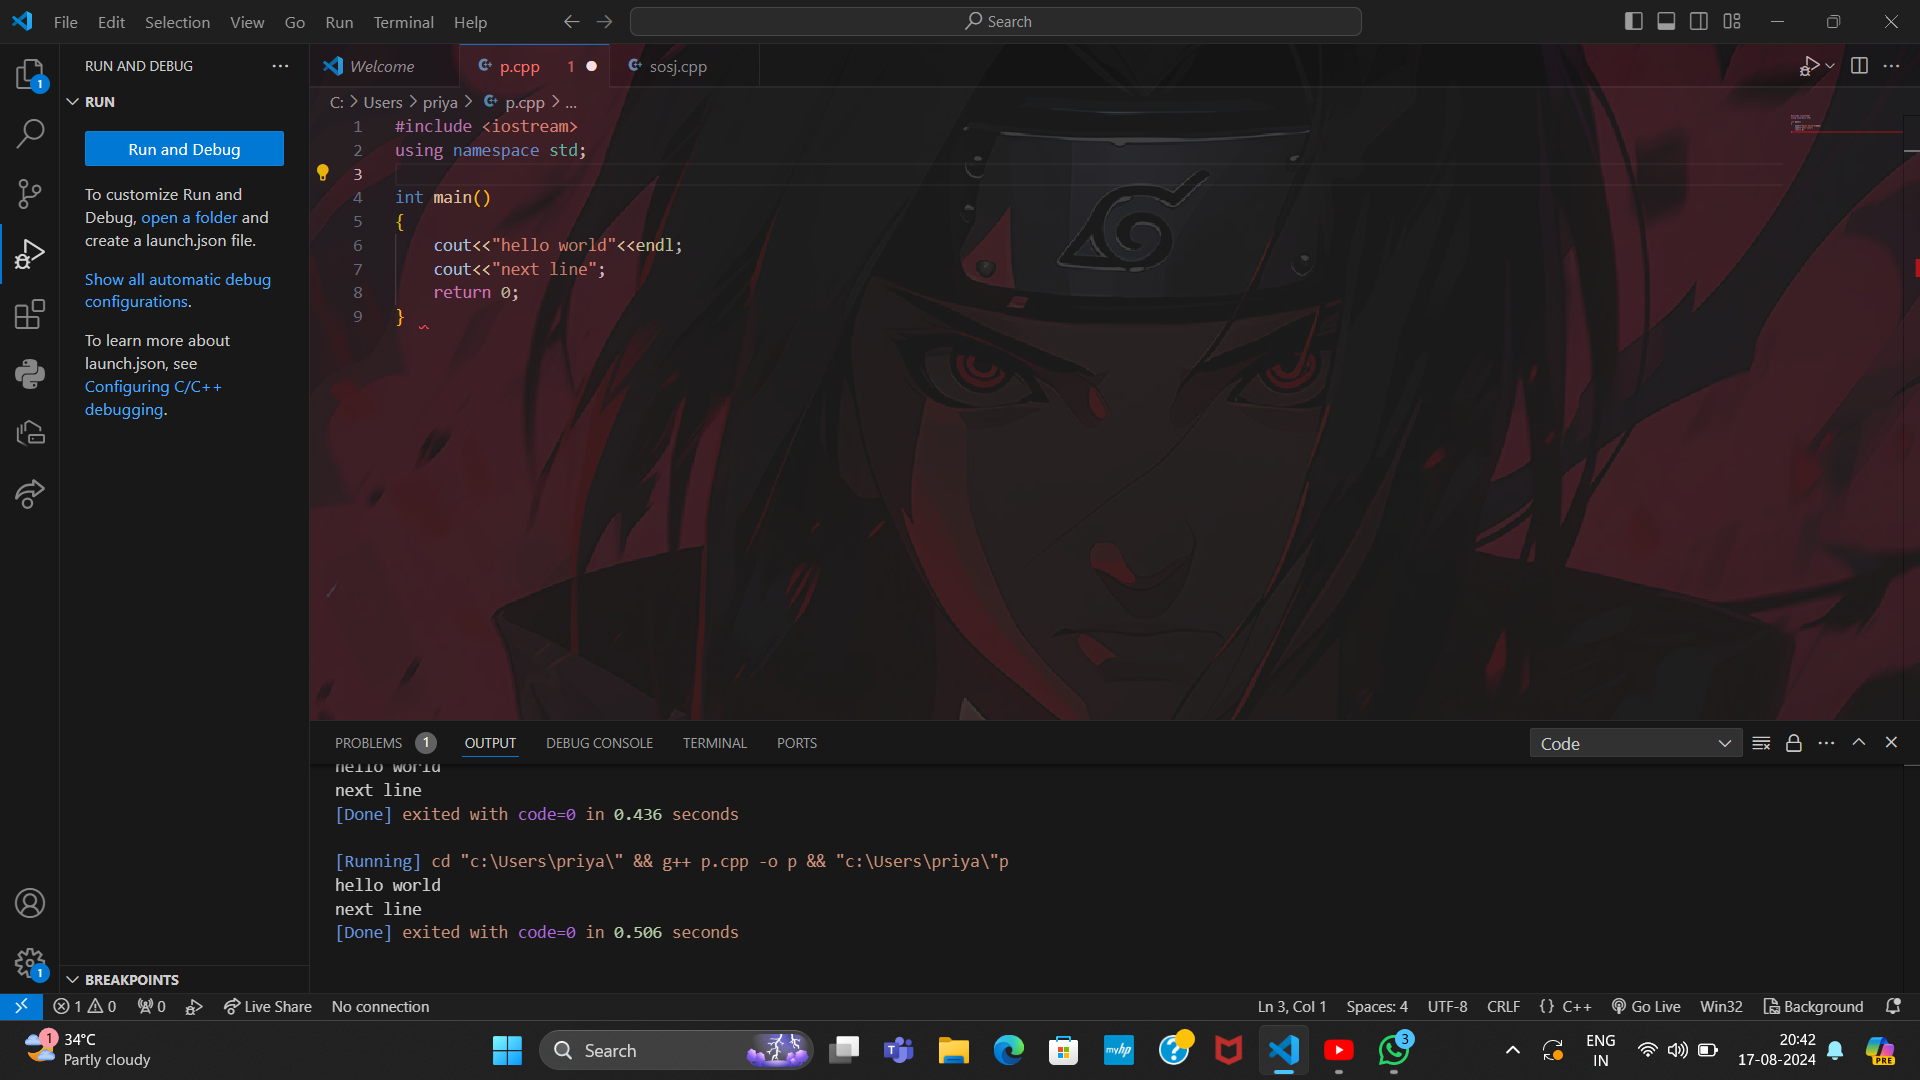 File Edit Selection View Go Run Terminal Help
Search
RUN AND DEBUG
RUN
Run and Debug
To customize Run and
Debug, open a folder and
create a launch.json file.
Show all automatic debug
configurations.
To learn more about
launch.json, see
Configuring C/C++
debugging.
BREAKPOINTS
Welcome
p.cpp 1
sosj.cpp
C: > Users > priya > p.cpp > ...
1 #include <iostream>
2 using namespace std;
3
4 int main()
5 {
6 cout<<"hello world"<<endl;
7 cout<<"next line";
8 return 0;
9 }
PROBLEMS 1 OUTPUT DEBUG CONSOLE TERMINAL PORTS
Code
hello world
next line
[Done] exited with code=0 in 0.436 seconds
[Running] cd "c:\Users\priya\" && g++ p.cpp -o p && "c:\Users\priya\"p
hello world
next line
[Done] exited with code=0 in 0.506 seconds
1 0 0 Live Share No connection
Ln 3, Col 1 Spaces: 4 UTF-8 CRLF {} C++ Go Live Win32 Background
1
34°C
Partly cloudy
Search
myhp
3
ENG
IN
20:42
17-08-2024
PRE
1
1